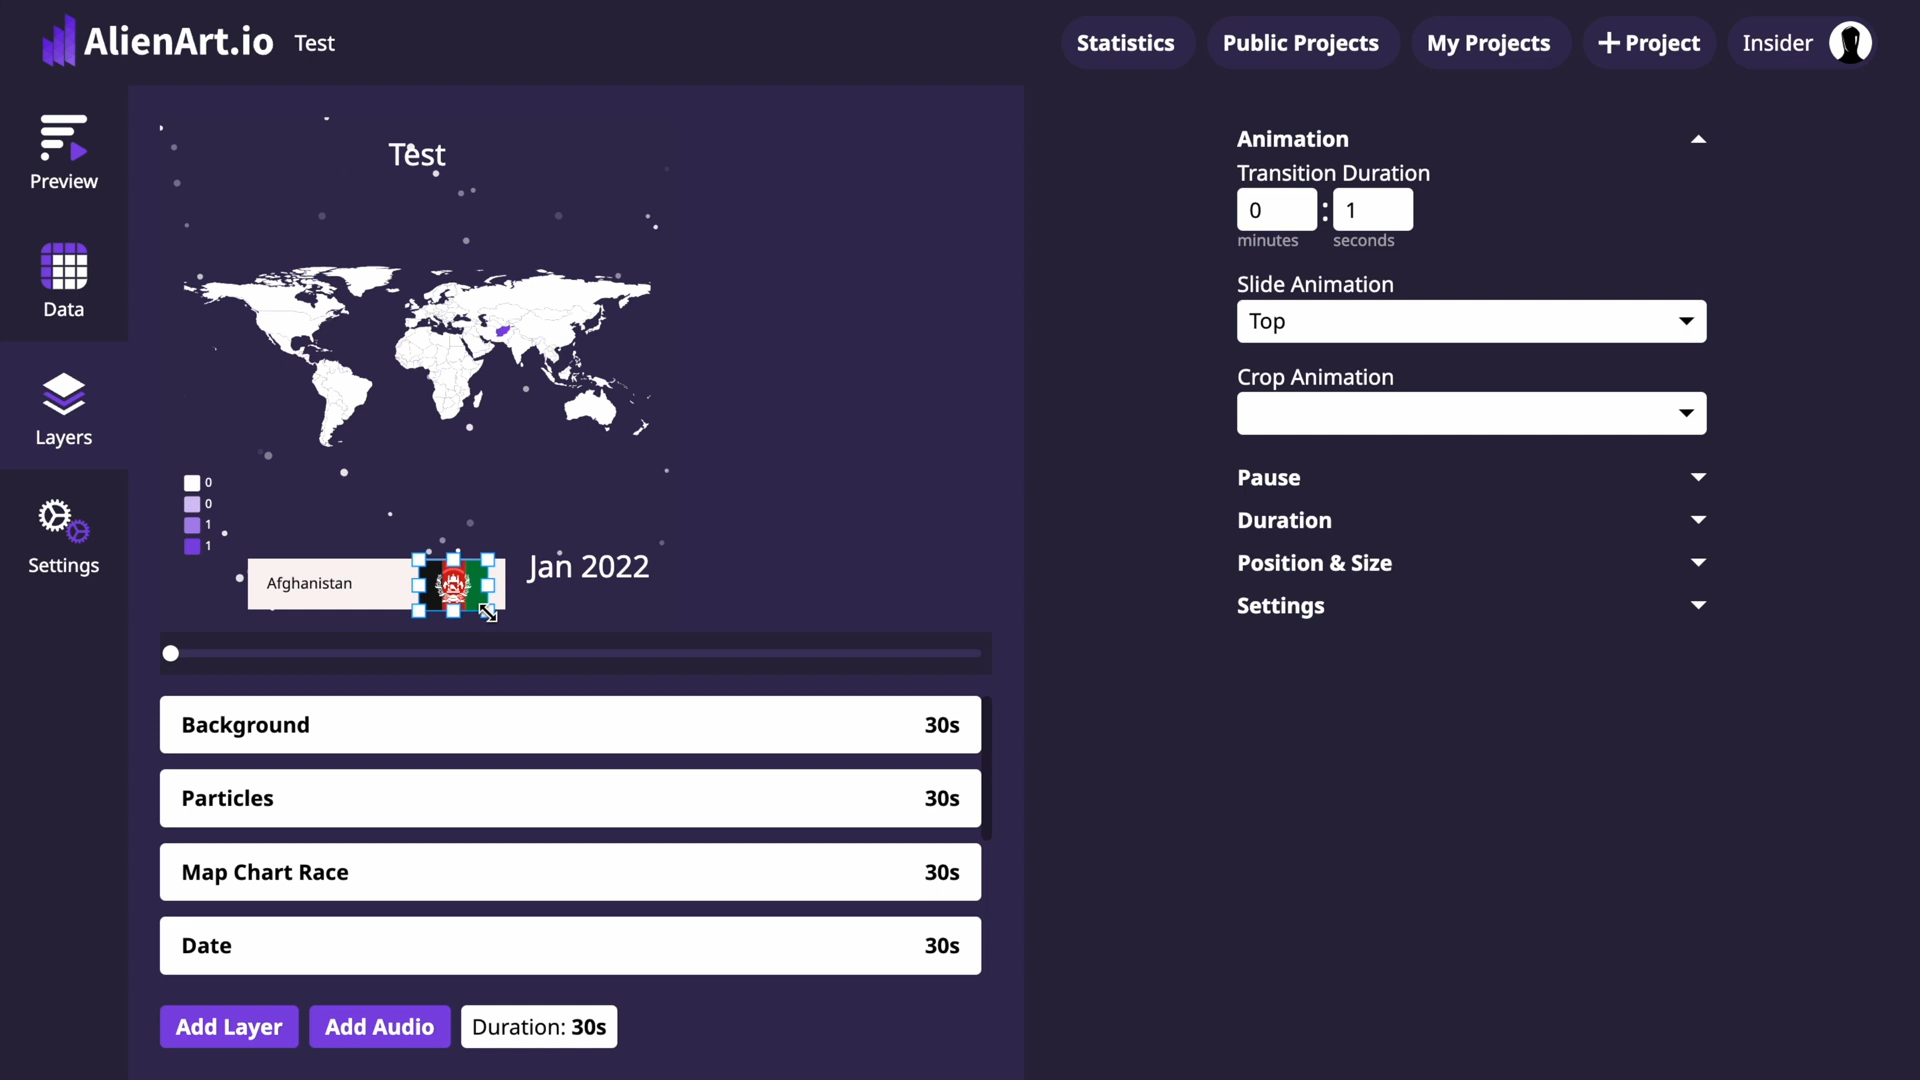 AlienArt.io Test
Statistics
Public Projects
My Projects
+ Project
Insider
Preview
Data
Layers
Settings
Test
0
0
1
1
Afghanistan
Jan 2022
Background 30s
Particles 30s
Map Chart Race 30s
Date 30s
Add Layer
Add Audio
Duration: 30s
Animation
Transition Duration
0 : 1
minutes seconds
Slide Animation
Top
Crop Animation
Pause
Duration
Position & Size
Settings